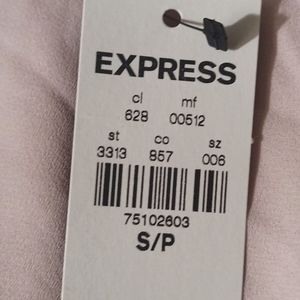 EXPRESS
cl mf
628 00512
st co sz
3313 857 006
75102603
S/P